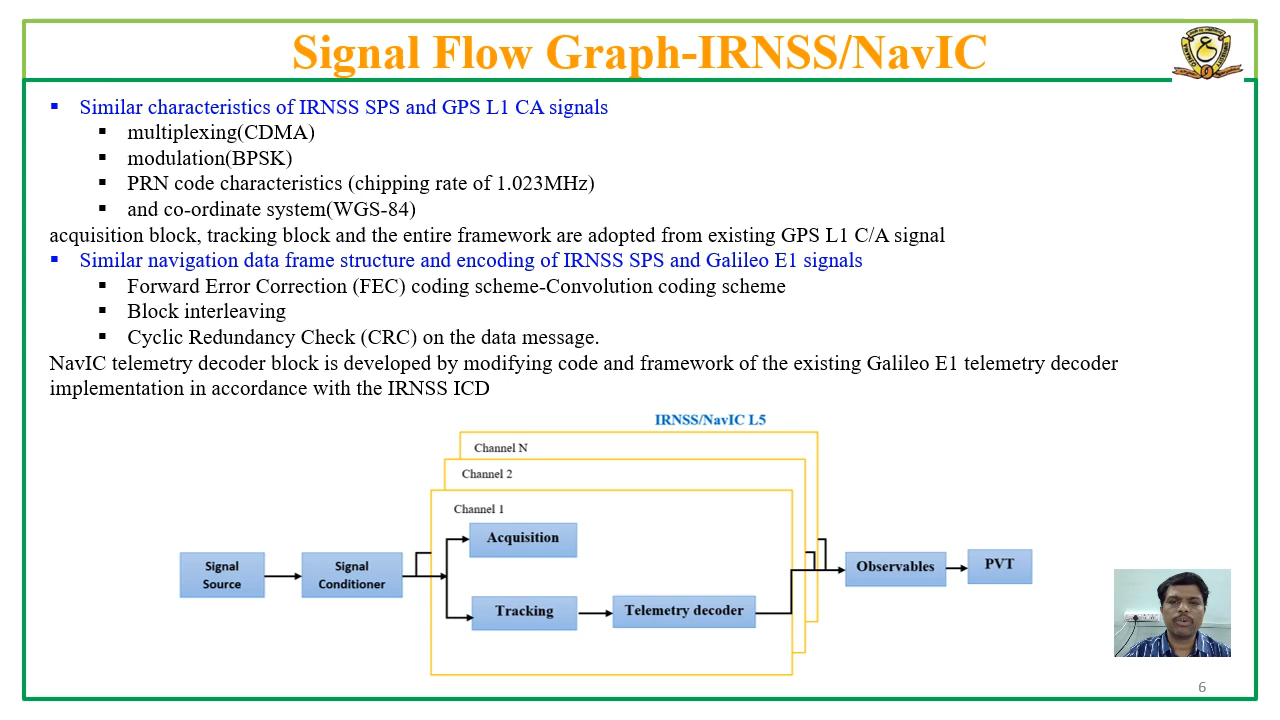 Signal Flow Graph-IRNSS/NavIC
▪ Similar characteristics of IRNSS SPS and GPS L1 CA signals
▪ multiplexing(CDMA)
▪ modulation(BPSK)
▪ PRN code characteristics (chipping rate of 1.023MHz)
▪ and co-ordinate system(WGS-84)
acquisition block, tracking block and the entire framework are adopted from existing GPS L1 C/A signal
▪ Similar navigation data frame structure and encoding of IRNSS SPS and Galileo E1 signals
▪ Forward Error Correction (FEC) coding scheme-Convolution coding scheme
▪ Block interleaving
▪ Cyclic Redundancy Check (CRC) on the data message.
NavIC telemetry decoder block is developed by modifying code and framework of the existing Galileo E1 telemetry decoder
implementation in accordance with the IRNSS ICD
IRNSS/NavIC L5
Channel N
Channel 2
Channel 1
Signal
Source
Signal
Conditioner
Acquisition
Tracking
Telemetry decoder
Observables
PVT
6